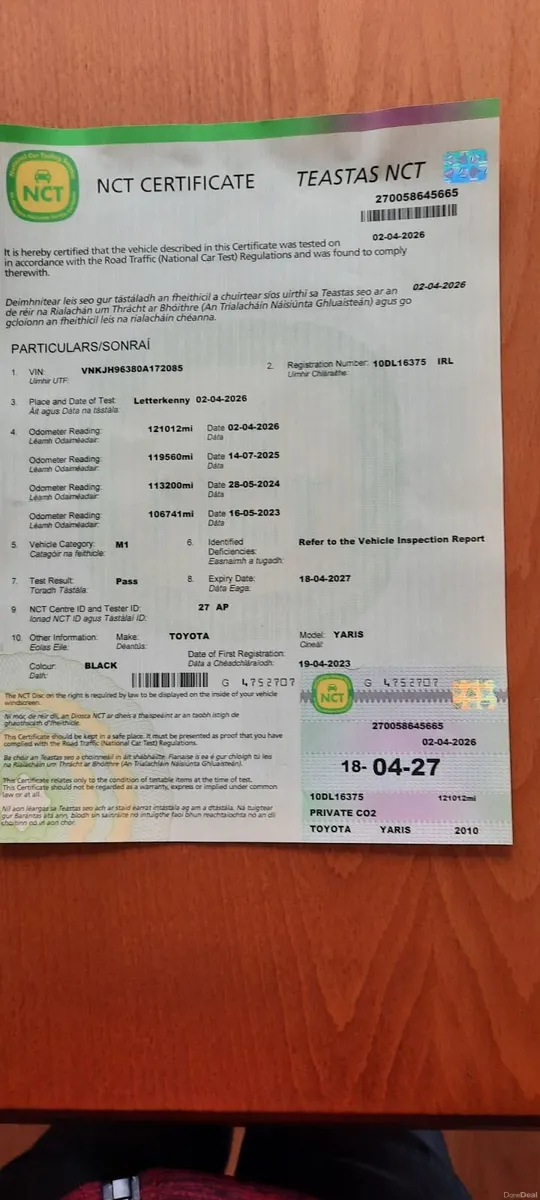 National Car Testing Service
NCT
NCT CERTIFICATE
TEASTAS NCT
270058645665
It is hereby certified that the vehicle described in this Certificate was tested on 02-04-2026
in accordance with the Road Traffic (National Car Test) Regulations and was found to comply
therewith.
Deimhnítear leis seo gur tástáladh an fheithicil a chuirtear síos uirthi sa Teastas seo ar an 02-04-2026
de réir na Rialachán um Thrácht ar Bhóithre (An Trialacháin Náisiúnta Ghluaisteán) agus go
gcloíonn an fheithicil leis na rialacháin chéanna.
PARTICULARS/SONRAÍ
1. VIN: VNKJH96380A172085
Uimhir UTF:
2. Registration Number: 10DL16375 IRL
Uimhir Chláraithe:
3. Place and Date of Test: Letterkenny 02-04-2026
Áit agus Dáta na tástála:
4. Odometer Reading: 121012mi Date 02-04-2026
Léamh Odaiméadair: Dáta
Odometer Reading: 119560mi Date 14-07-2025
Léamh Odaiméadair: Dáta
Odometer Reading: 113200mi Date 28-05-2024
Léamh Odaiméadair: Dáta
Odometer Reading: 106741mi Date 16-05-2023
Léamh Odaiméadair: Dáta
5. Vehicle Category: M1
Catagóir na feithicle:
6. Identified Deficiencies: Refer to the Vehicle Inspection Report
Easnaimh a tugadh:
7. Test Result: Pass
Toradh Tástála:
8. Expiry Date: 18-04-2027
Dáta Éaga:
9 NCT Centre ID and Tester ID: 27 AP
Ionad NCT ID agus Tástálaí ID:
10. Other Information: Make: TOYOTA Model: YARIS
Eolas Eile: Déantús: Cineál:
Colour: BLACK
Dath:
Date of First Registration: 19-04-2023
Dáta a Chéadchláraíodh:
G 4752707
G 4752707
The NCT Disc on the right is required by law to be displayed on the inside of your vehicle
windscreen.
This Certificate should be kept in a safe place. It must be presented as proof that you have
complied with the Road Traffic (National Car Test) Regulations.
This Certificate relates only to the condition of testable items at the time of test.
This Certificate should not be regarded as a warranty, express or implied under common
law or at all.
NCT
270058645665
02-04-2026
18- 04-27
10DL16375 121012mi
PRIVATE CO2
TOYOTA YARIS 2010
DoneDeal